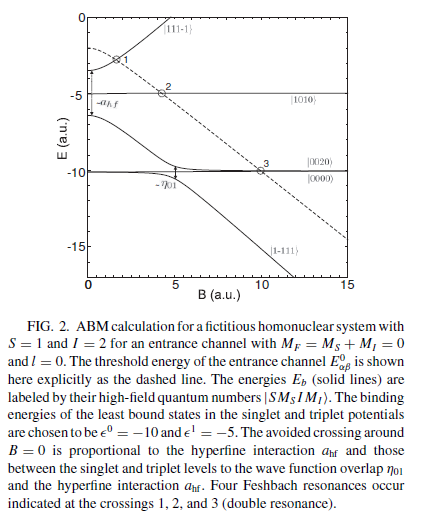 0
-5
-10
-15
0
5
10
15
E (a.u.)
B (a.u.)
|111-1⟩
1
2
3
-a_hf
|1010⟩
|0020⟩
|0000⟩
-η01
|1-111⟩
FIG. 2. ABM calculation for a fictitious homonuclear system with
S = 1 and I = 2 for an entrance channel with M_F = M_S + M_I = 0
and l = 0. The threshold energy of the entrance channel E^0_αβ is shown
here explicitly as the dashed line. The energies E_b (solid lines) are
labeled by their high-field quantum numbers |SM_S I M_I⟩. The binding
energies of the least bound states in the singlet and triplet potentials
are chosen to be ϵ^0 = −10 and ϵ^1 = −5. The avoided crossing around
B = 0 is proportional to the hyperfine interaction a_hf and those
between the singlet and triplet levels to the wave function overlap η_01
and the hyperfine interaction a_hf. Four Feshbach resonances occur
indicated at the crossings 1, 2, and 3 (double resonance).